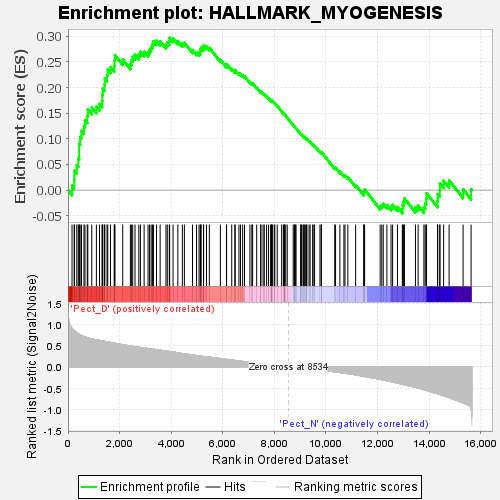 Enrichment plot: HALLMARK_MYOGENESIS
Enrichment score (ES)
0.30
0.25
0.20
0.15
0.10
0.05
0.00
-0.05
Ranked list metric (Signal2Noise)
1.5
1.0
0.5
0.0
-0.5
-1.0
-1.5
'Pect_D' (positively correlated)
Zero cross at 8534
'Pect_N' (negatively correlated)
0
2,000
4,000
6,000
8,000
10,000
12,000
14,000
16,000
Rank in Ordered Dataset
Enrichment profile
Hits
Ranking metric scores